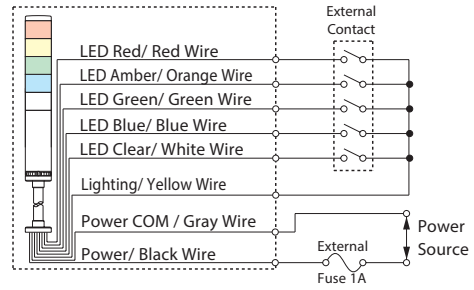 External
Contact
LED Red/ Red Wire
LED Amber/ Orange Wire
LED Green/ Green Wire
LED Blue/ Blue Wire
LED Clear/ White Wire
Lighting/ Yellow Wire
Power COM / Gray Wire
Power/ Black Wire
Power
Source
External
Fuse 1A